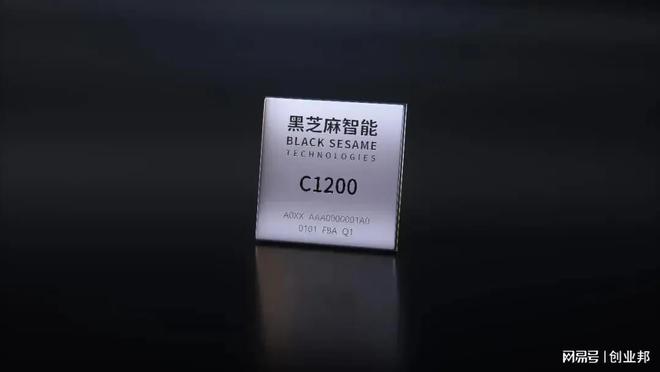 黑芝麻智能
BLACK SESAME
TECHNOLOGIES
C1200
A0XX AAA0000001A0
0101 FBA Q1
网易号 | 创业邦